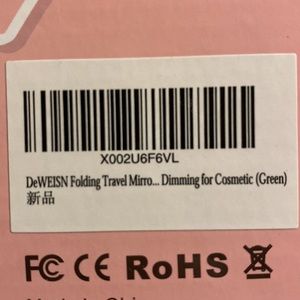 X002U6F6VL
DeWEISN Folding Travel Mirro... Dimming for Cosmetic (Green)
新品
FC CE RoHS